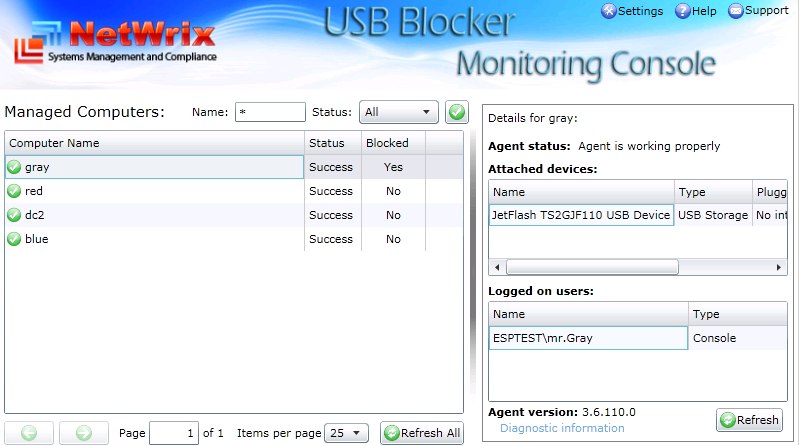 NetWrix
Systems Management and Compliance
USB Blocker
Monitoring Console
Settings Help Support
Managed Computers: Name: * Status: All
Computer Name Status Blocked
gray Success Yes
red Success No
dc2 Success No
blue Success No
Page 1 of 1 Items per page 25 Refresh All
Details for gray:
Agent status: Agent is working properly
Attached devices:
Name Type Plugg
JetFlash TS2GJF110 USB Device USB Storage No int
Logged on users:
Name Type
ESPTEST\mr.Gray Console
Agent version: 3.6.110.0
Diagnostic information
Refresh